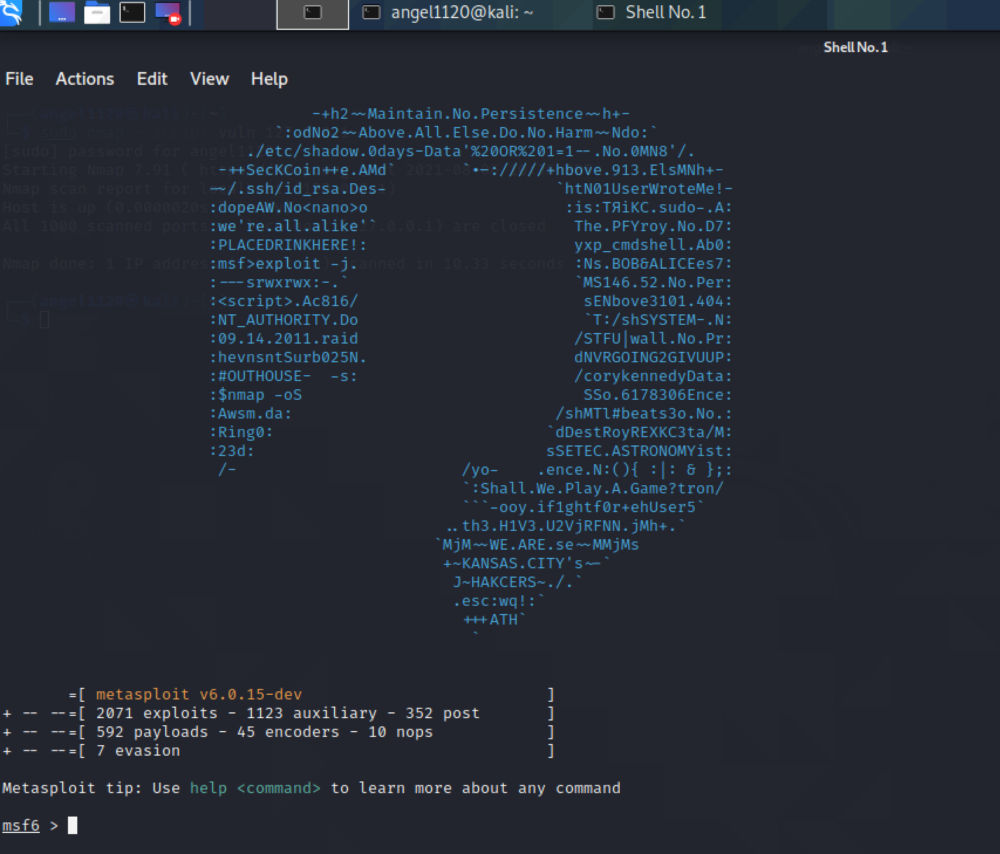 angel1120@kali: ~
Shell No. 1
Shell No. 1
File Actions Edit View Help
-+h2~~Maintain.No.Persistence~~h+-
`:odNo2~~Above.All.Else.Do.No.Harm~~Ndo:`
./etc/shadow.0days-Data'%20OR%201=1--.No.0MN8'/.
-++SecKCoin++e.AMd` `.-://///+hbove.913.ElsMNh+-
-~/.ssh/id_rsa.Des- `htN01UserWroteMe!-
:dopeAW.No<nano>o :is:TЯiKC.sudo-.A:
:we're.all.alike'` The.PFYroy.No.D7:
:PLACEDRINKHERE!: yxp_cmdshell.Ab0:
:msf>exploit -j. :Ns.BOB&ALICEes7:
:---srwxrwx:-.` `MS146.52.No.Per:
:<script>.Ac816/ sENbove3101.404:
:NT_AUTHORITY.Do `T:/shSYSTEM-.N:
:09.14.2011.raid /STFU|wall.No.Pr:
:hevnsntSurb025N. dNVRGOING2GIVUUP:
:#OUTHOUSE- -s: /corykennedyData:
:$nmap -oS SSo.6178306Ence:
:Awsm.da: /shMTl#beats3o.No.:
:Ring0: `dDestRoyREXKC3ta/M:
:23d: sSETEC.ASTRONOMYist:
/- /yo- .ence.N:(){ :|: & };:
`:Shall.We.Play.A.Game?tron/
```-ooy.if1ghtf0r+ehUser5`
..th3.H1V3.U2VjRFNN.jMh+.`
`MjM~~WE.ARE.se~~MMjMs
+~KANSAS.CITY's~-`
J~HAKCERS~./.`
.esc:wq!:`
+++ATH`
`
=[ metasploit v6.0.15-dev ]
+ -- --=[ 2071 exploits - 1123 auxiliary - 352 post ]
+ -- --=[ 592 payloads - 45 encoders - 10 nops ]
+ -- --=[ 7 evasion ]
Metasploit tip: Use help <command> to learn more about any command
msf6 >